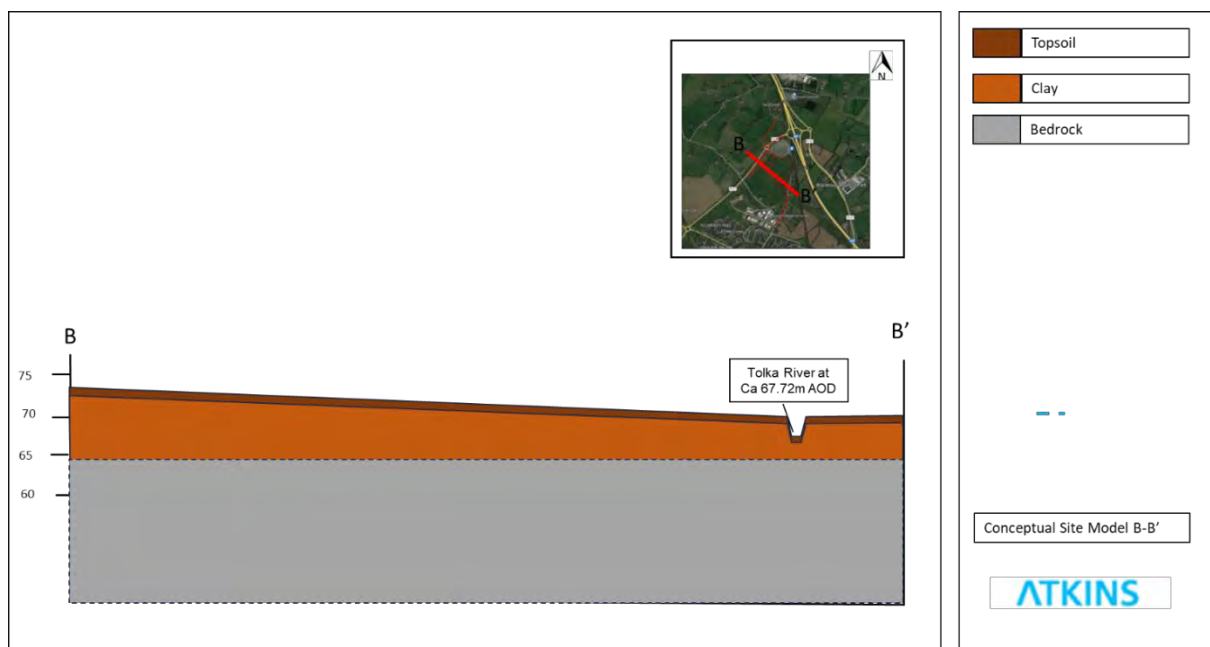 N
B
B'
B
B'
75
70
65
60
Tolka River at
Ca 67.72m AOD
Topsoil
Clay
Bedrock
Conceptual Site Model B-B'
ATKINS